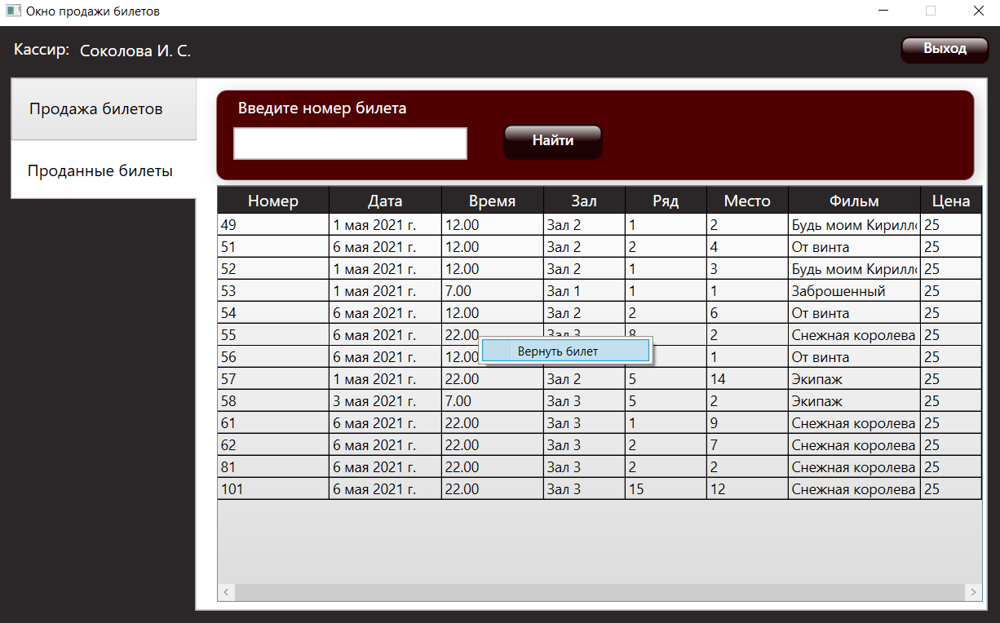 Окно продажи билетов
Кассир: Соколова И. С.
Выход
Продажа билетов
Проданные билеты
Введите номер билета
Найти
Номер Дата Время Зал Ряд Место Фильм Цена
49 1 мая 2021 г. 12.00 Зал 2 1 2 Будь моим 25
51 6 мая 2021 г. 12.00 Зал 2 2 4 От винта 25
52 1 мая 2021 г. 12.00 Зал 2 1 3 Будь моим 25
53 1 мая 2021 г. 7.00 Зал 1 1 1 Заброшенный 25
54 6 мая 2021 г. 12.00 Зал 2 2 6 От винта 25
55 6 мая 2021 г. 22.00 Зал 3 8 2 Снежная королева 25
Вернуть билет
56 6 мая 2021 г. 12.00 1 От винта 25
57 1 мая 2021 г. 22.00 Зал 2 5 14 Экипаж 25
58 3 мая 2021 г. 7.00 Зал 3 5 2 Экипаж 25
61 6 мая 2021 г. 22.00 Зал 3 1 9 Снежная королева 25
62 6 мая 2021 г. 22.00 Зал 3 2 7 Снежная королева 25
81 6 мая 2021 г. 22.00 Зал 3 2 2 Снежная королева 25
101 6 мая 2021 г. 22.00 Зал 3 15 12 Снежная королева 25